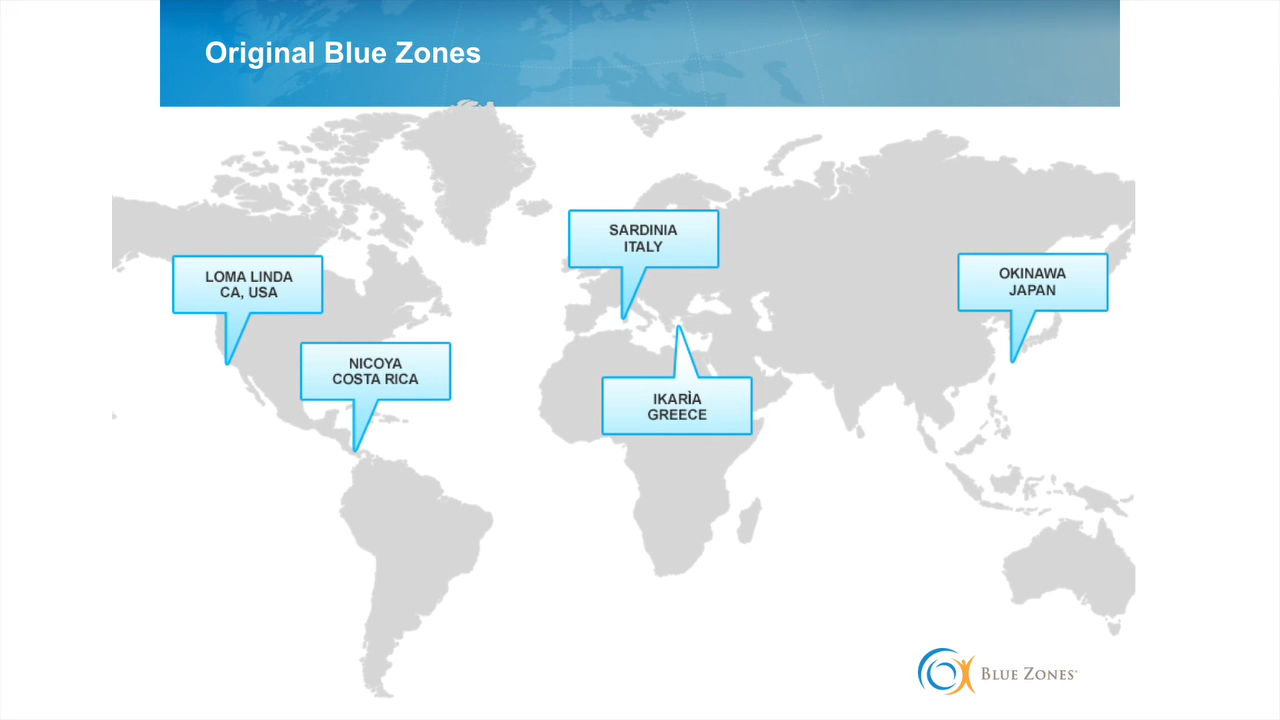 Original Blue Zones
SARDINIA
ITALY
LOMA LINDA
CA, USA
OKINAWA
JAPAN
NICOYA
COSTA RICA
IKARÌA
GREECE
BLUE ZONES